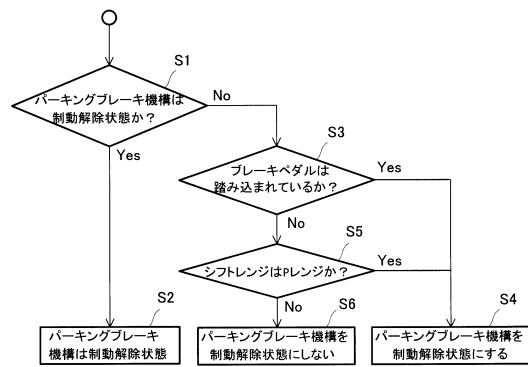 S1
パーキングブレーキ機構は
制動解除状態か？
No
Yes
S3
ブレーキペダルは
踏み込まれているか？
Yes
No
S5
シフトレンジはPレンジか？
Yes
No
S2
パーキングブレーキ
機構は制動解除状態
S6
パーキングブレーキ機構を
制動解除状態にしない
S4
パーキングブレーキ機構を
制動解除状態にする